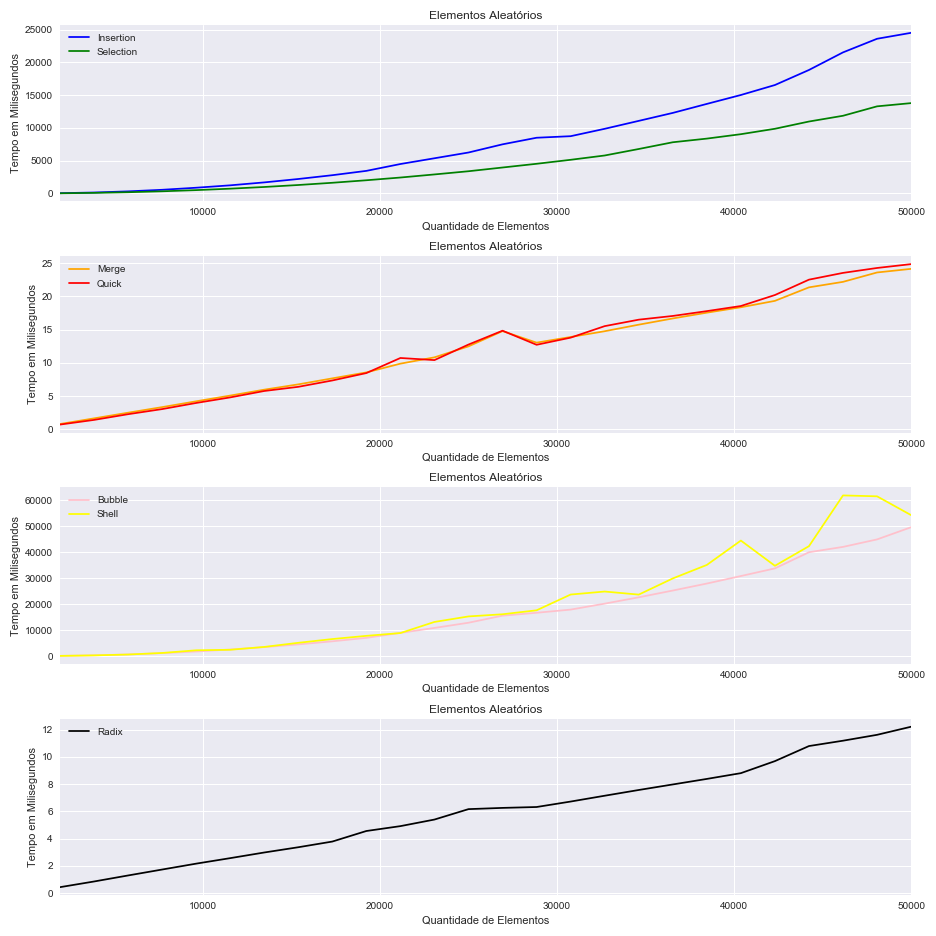 Elementos Aleatórios
Insertion
Selection
25000
20000
15000
10000
5000
0
Tempo em Milisegundos
10000 20000 30000 40000 50000
Quantidade de Elementos
Elementos Aleatórios
Merge
Quick
25
20
15
10
5
0
Tempo em Milisegundos
10000 20000 30000 40000 50000
Quantidade de Elementos
Elementos Aleatórios
Bubble
Shell
60000
50000
40000
30000
20000
10000
0
Tempo em Milisegundos
10000 20000 30000 40000 50000
Quantidade de Elementos
Elementos Aleatórios
Radix
12
10
8
6
4
2
0
Tempo em Milisegundos
10000 20000 30000 40000 50000
Quantidade de Elementos